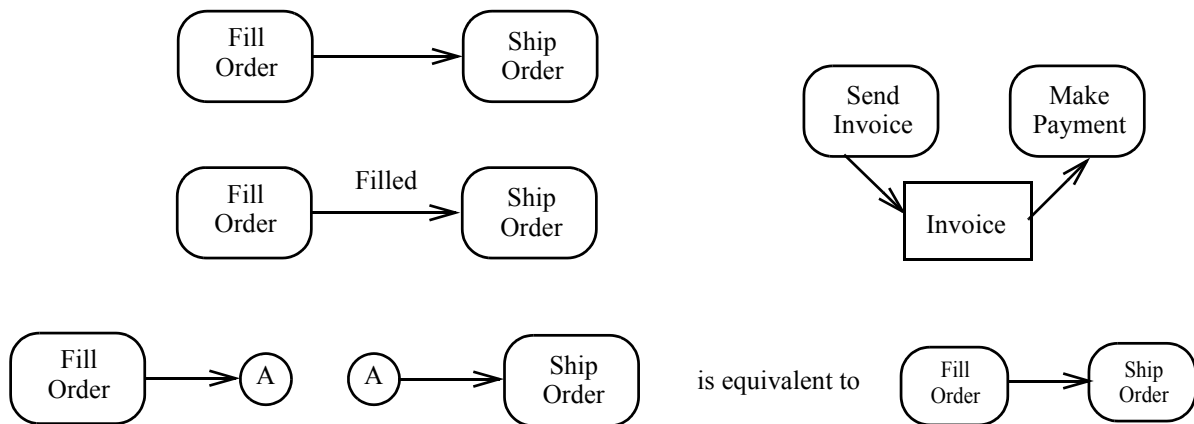 Fill
Order
Ship
Order
Send
Invoice
Make
Payment
Invoice
Fill
Order
Filled
Ship
Order
Fill
Order
A
A
Ship
Order
is equivalent to
Fill
Order
Ship
Order